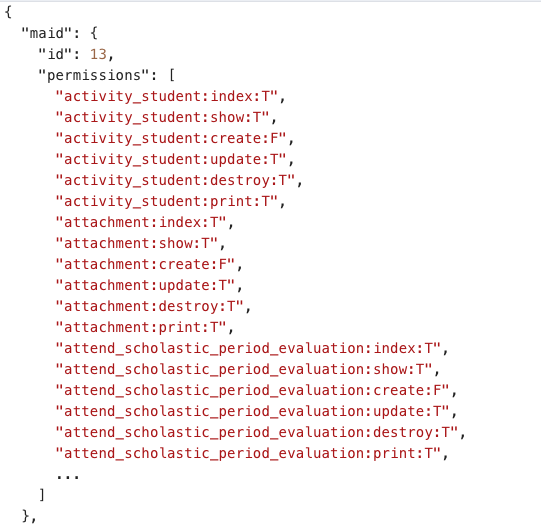 {
  "maid": {
    "id": 13,
    "permissions": [
      "activity_student:index:T",
      "activity_student:show:T",
      "activity_student:create:F",
      "activity_student:update:T",
      "activity_student:destroy:T",
      "activity_student:print:T",
      "attachment:index:T",
      "attachment:show:T",
      "attachment:create:F",
      "attachment:update:T",
      "attachment:destroy:T",
      "attachment:print:T",
      "attend_scholastic_period_evaluation:index:T",
      "attend_scholastic_period_evaluation:show:T",
      "attend_scholastic_period_evaluation:create:F",
      "attend_scholastic_period_evaluation:update:T",
      "attend_scholastic_period_evaluation:destroy:T",
      "attend_scholastic_period_evaluation:print:T",
      ...
    ]
  },